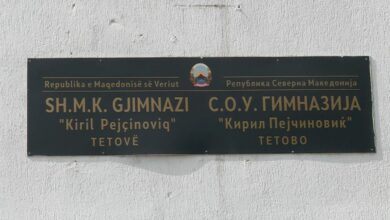 Republika e Maqedonisë së Veriut
SH.M.K. GJIMNAZI
"Kiril Pejçinoviq"
TETOVË
Република Северна Македонија
С.О.У. ГИМНАЗИЈА
"Кирил Пејчиновиќ"
ТЕТОВО